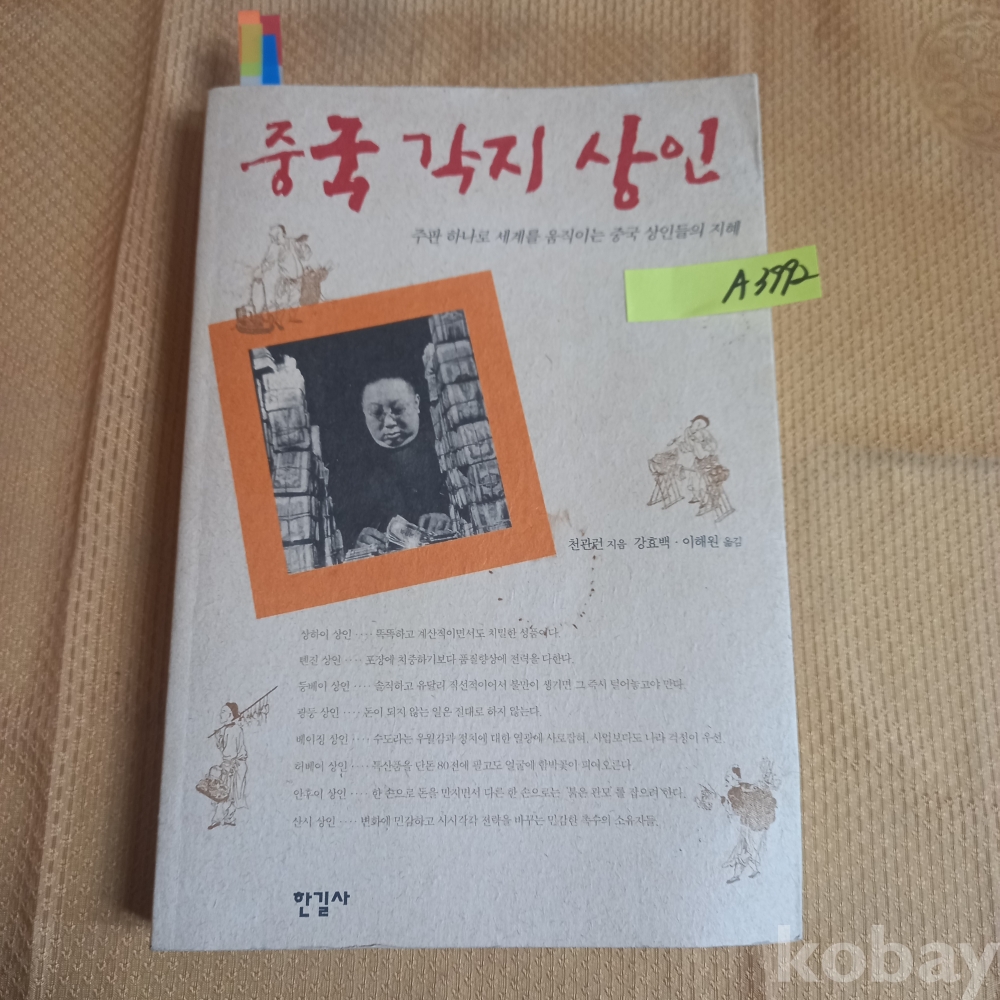 중국 각지 상인
주판 하나로 세계를 움직이는 중국 상인들의 지혜
A3992
천관런 지음 강효백·이해원 옮김
상하이 상인 ···· 똑똑하고 계산적이면서도 치밀한 성품이다.
톈진 상인 ···· 포장에 치중하기보다 품질향상에 전력을 다한다.
둥베이 상인 ···· 솔직하고 유달리 직선적이어서 불만이 생기면 그 즉시 털어놓고야 만다.
광둥 상인 ···· 돈이 되지 않는 일은 절대로 하지 않는다.
베이징 상인 ···· 수도라는 우월감과 정치에 대한 열광에 사로잡혀, 사업보다도 나라 걱정이 우선.
허베이 상인 ···· 특산품을 단돈 80전에 팔고도 얼굴에 함박꽃이 피어오른다.
안후이 상인 ···· 한 손으로 돈을 만지면서 다른 한 손으로는 '붉은 관모'를 잡으려 한다.
산시 상인 ···· 변화에 민감하고 시시각각 전략을 바꾸는 민감한 촉수의 소유자들.
한길사
kobay